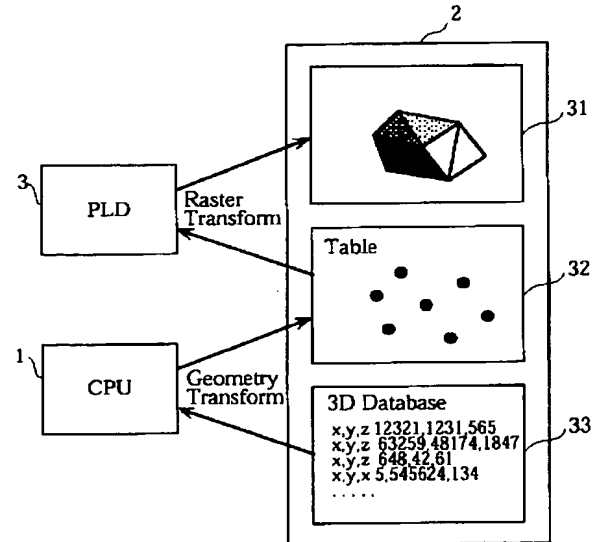 2
31
3
PLD
Raster
Transform
Table
32
1
CPU
Geometry
Transform
3D Database
33
x,y,z 12321,1231,565
x,y,z 63259,48174,1847
x,y,z 648,42,61
x,y,x 5,545624,134
. . . . .